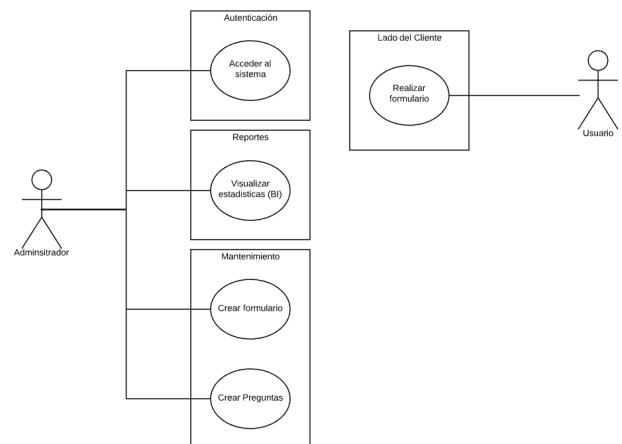 Autenticación
Acceder al
sistema
Reportes
Visualizar
estadisticas (BI)
Mantenimiento
Crear formulario
Crear Preguntas
Adminsitrador
Lado del Cliente
Realizar
formulario
Usuario